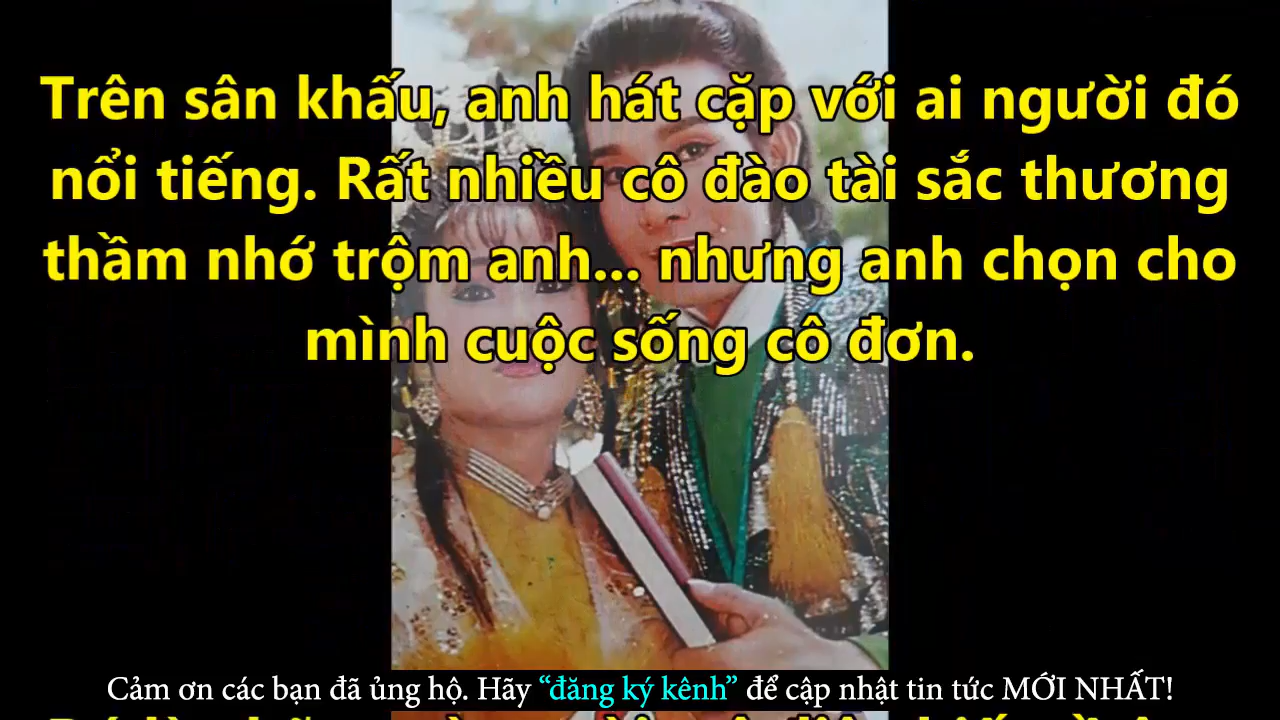 Trên sân khấu, anh hát cặp với ai người đó
nổi tiếng. Rất nhiều cô đào tài sắc thương
thầm nhớ trộm anh... nhưng anh chọn cho
mình cuộc sống cô đơn.
Cảm ơn các bạn đã ủng hộ. Hãy “đăng ký kênh” để cập nhật tin tức MỚI NHẤT!